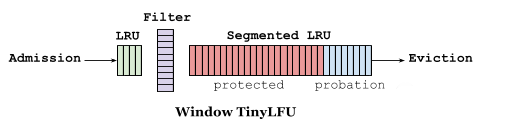 Filter
LRU
Segmented LRU
Admission
Eviction
protected
probation
Window TinyLFU